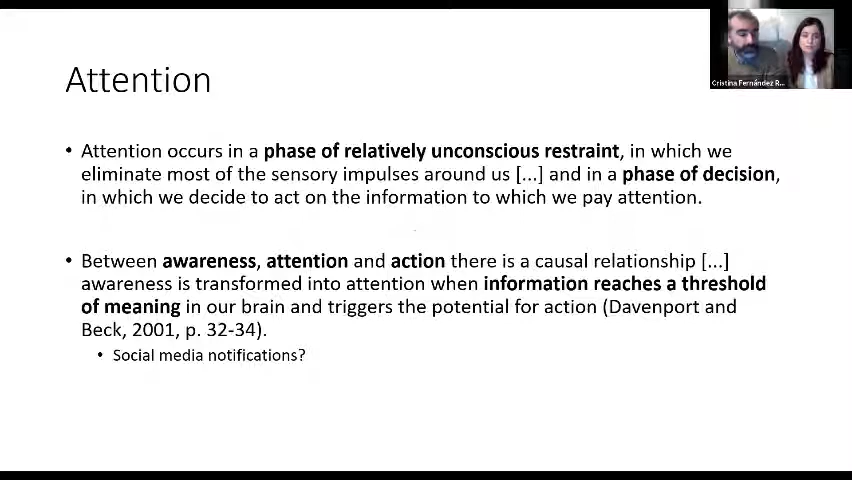 Attention
Cristina Fernández R...
• Attention occurs in a phase of relatively unconscious restraint, in which we
eliminate most of the sensory impulses around us [...] and in a phase of decision,
in which we decide to act on the information to which we pay attention.
• Between awareness, attention and action there is a causal relationship [...]
awareness is transformed into attention when information reaches a threshold
of meaning in our brain and triggers the potential for action (Davenport and
Beck, 2001, p. 32-34).
• Social media notifications?